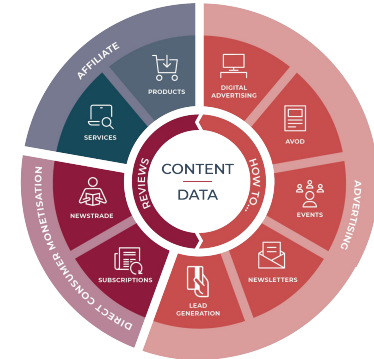 AFFILIATE
PRODUCTS
SERVICES
DIGITAL
ADVERTISING
AVOD
EVENTS
NEWSLETTERS
LEAD
GENERATION
ADVERTISING
DIRECT CONSUMER MONETISATION
NEWSTRADE
SUBSCRIPTIONS
REVIEWS
HOW TO...
CONTENT
DATA